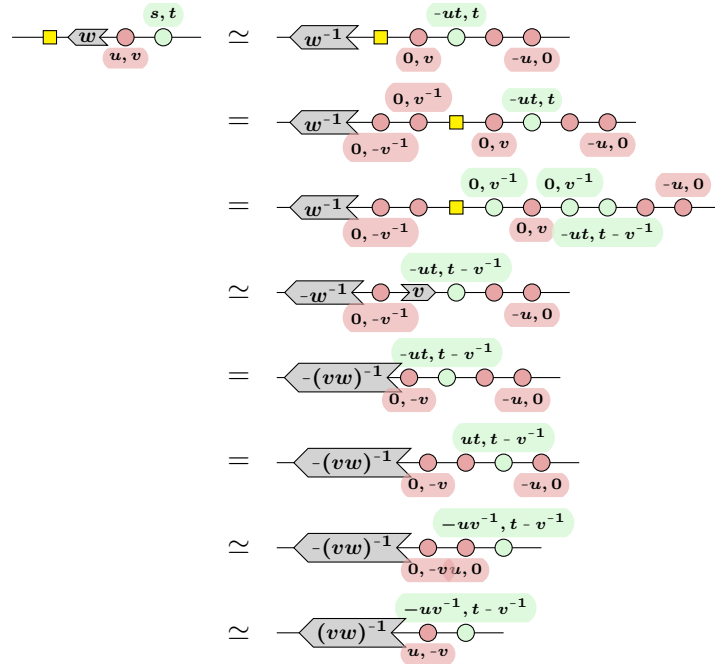 s, t
w
u, v
≃ w⁻¹ -ut, t
0, v -u, 0
= w⁻¹ 0, v⁻¹ -ut, t
0, -v⁻¹ 0, v -u, 0
= w⁻¹ 0, v⁻¹ 0, v⁻¹ -u, 0
0, -v⁻¹ 0, v -ut, t - v⁻¹
≃ -w⁻¹ v -ut, t - v⁻¹
0, -v⁻¹ -u, 0
= -(vw)⁻¹ -ut, t - v⁻¹
0, -v -u, 0
= -(vw)⁻¹ ut, t - v⁻¹
0, -v -u, 0
≃ -(vw)⁻¹ −uv⁻¹, t - v⁻¹
0, -v u, 0
≃ (vw)⁻¹ −uv⁻¹, t - v⁻¹
u, -v